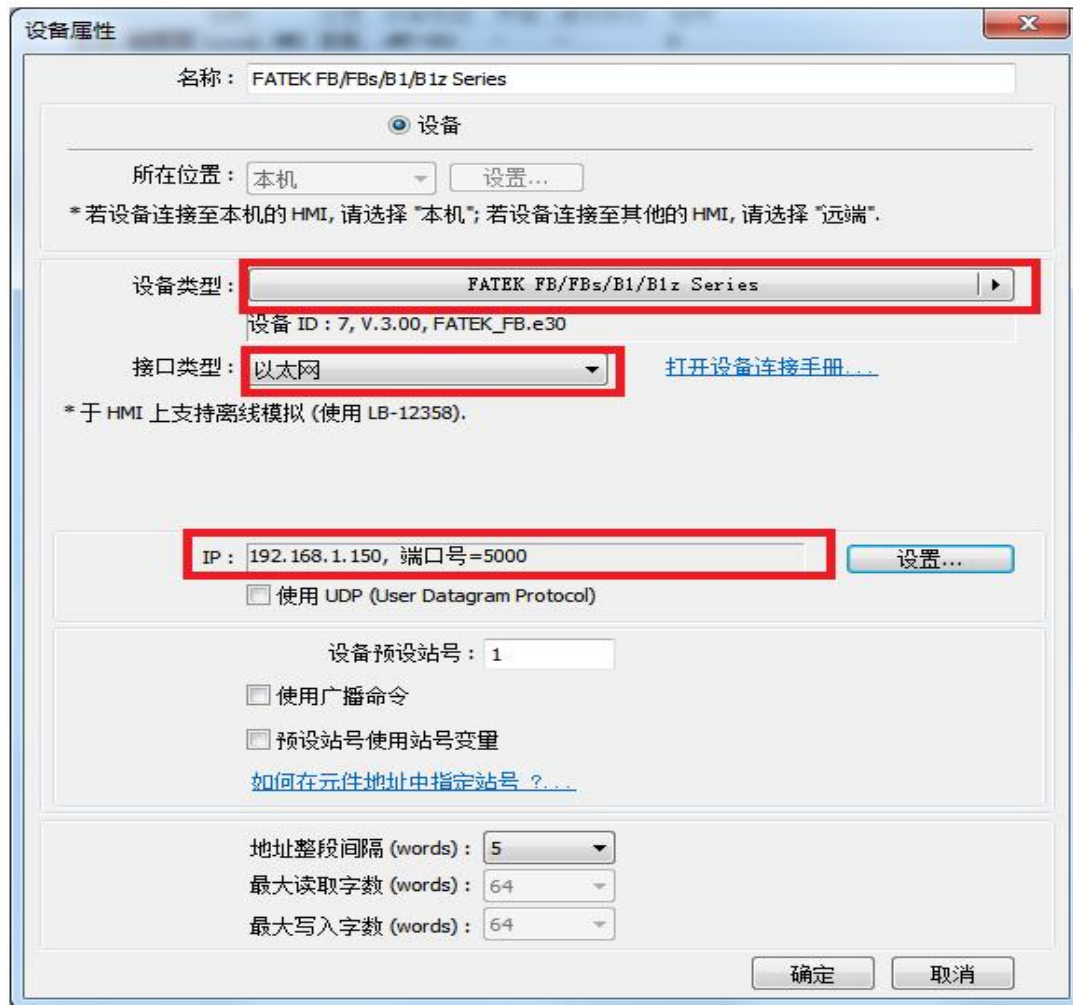 设备属性
名称： FATEK FB/FBs/B1/B1z Series
设备
所在位置： 本机 设置...
*若设备连接至本机的 HMI, 请选择 "本机"; 若设备连接至其他的 HMI, 请选择 "远端".
设备类型： FATEK FB/FBs/B1/B1z Series
设备 ID : 7, V.3.00, FATEK_FB.e30
接口类型： 以太网 打开设备连接手册...
*于 HMI 上支持离线模拟 (使用 LB-12358).
IP： 192.168.1.150, 端口号=5000 设置...
使用 UDP (User Datagram Protocol)
设备预设站号： 1
使用广播命令
预设站号使用站号变量
如何在元件地址中指定站号 ?...
地址整段间隔 (words)： 5
最大读取字数 (words)： 64
最大写入字数 (words)： 64
确定 取消